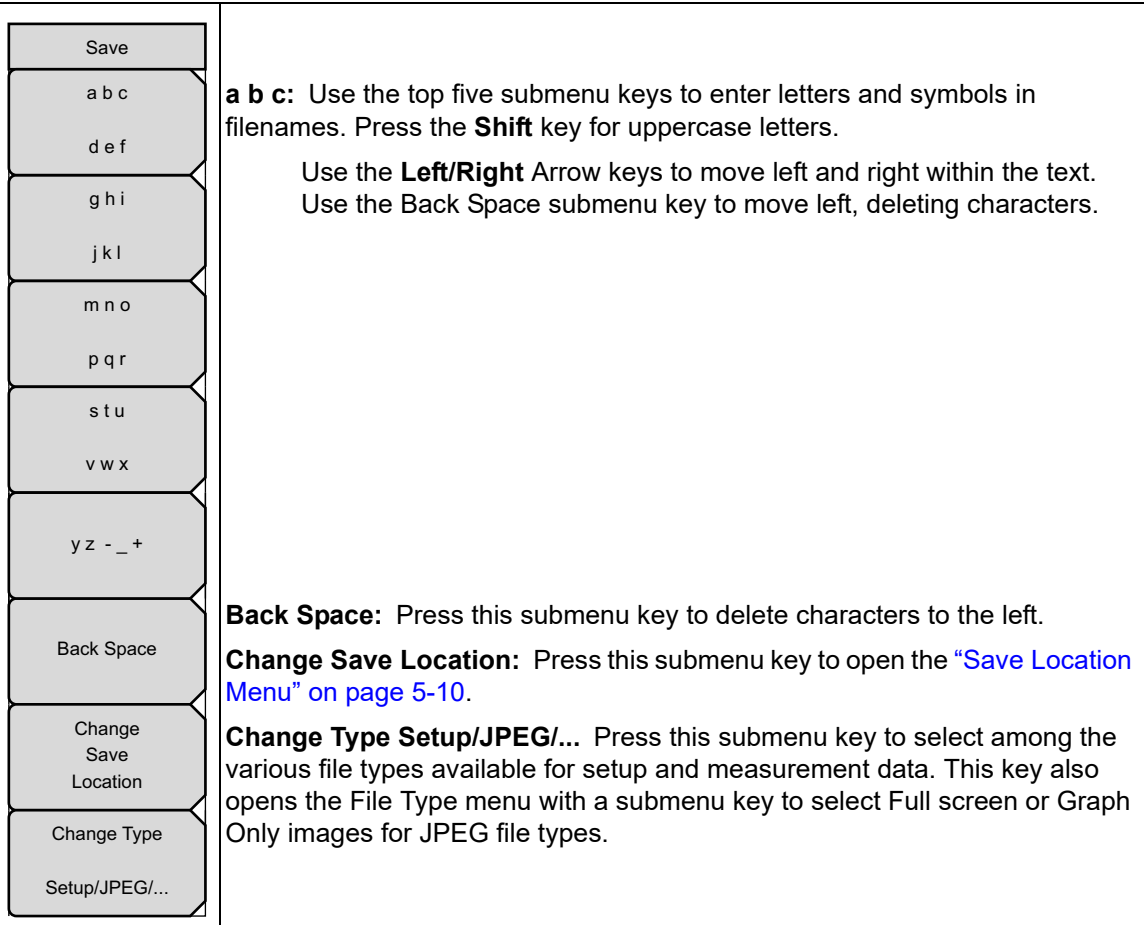 Save
a b c
d e f
g h i
j k l
m n o
p q r
s t u
v w x
y z - _ +
Back Space
Change
Save
Location
Change Type
Setup/JPEG/...
a b c: Use the top five submenu keys to enter letters and symbols in
filenames. Press the Shift key for uppercase letters.
Use the Left/Right Arrow keys to move left and right within the text.
Use the Back Space submenu key to move left, deleting characters.
Back Space: Press this submenu key to delete characters to the left.
Change Save Location: Press this submenu key to open the “Save Location
Menu” on page 5-10.
Change Type Setup/JPEG/... Press this submenu key to select among the
various file types available for setup and measurement data. This key also
opens the File Type menu with a submenu key to select Full screen or Graph
Only images for JPEG file types.